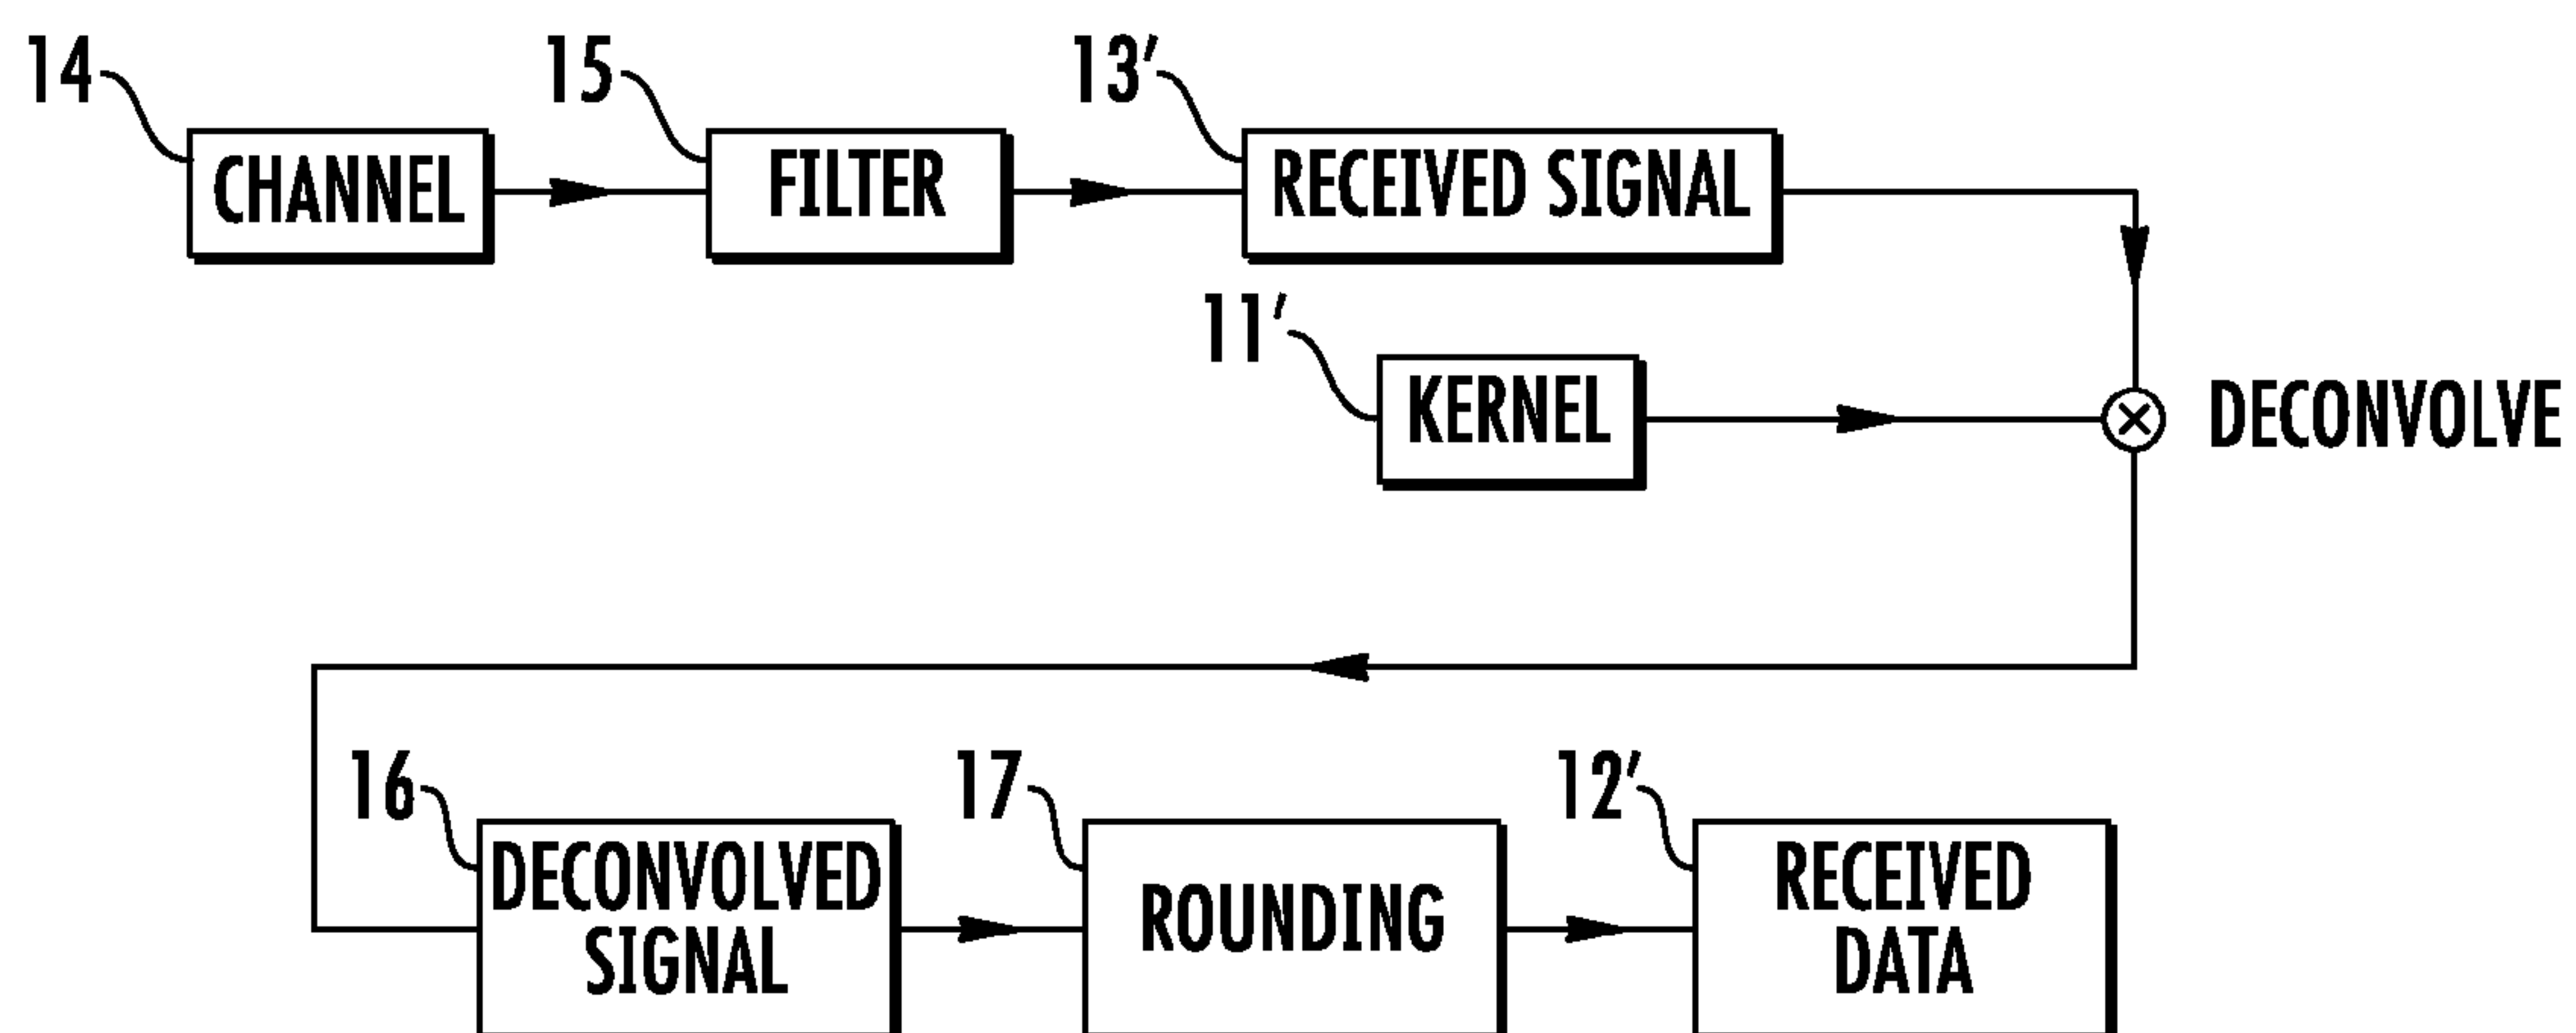 14
15
13′
CHANNEL
FILTER
RECEIVED SIGNAL
11′
KERNEL
DECONVOLVE
16
17
12′
DECONVOLVED
SIGNAL
ROUNDING
RECEIVED
DATA